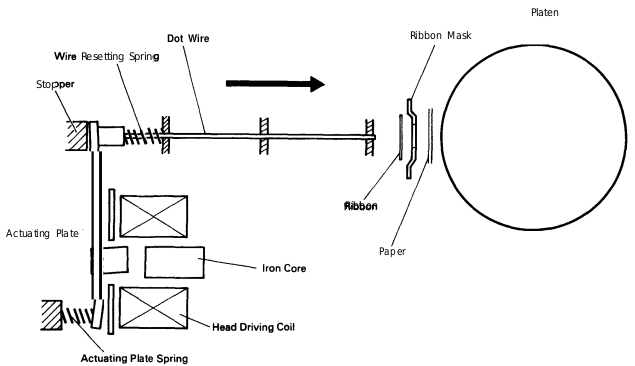 Platen
Ribbon Mask
Dot Wire
Wire Resetting Spring
Stopper
Ribbon
Actuating Plate
Paper
Iron Core
Head Driving Coil
Actuating Plate Spring